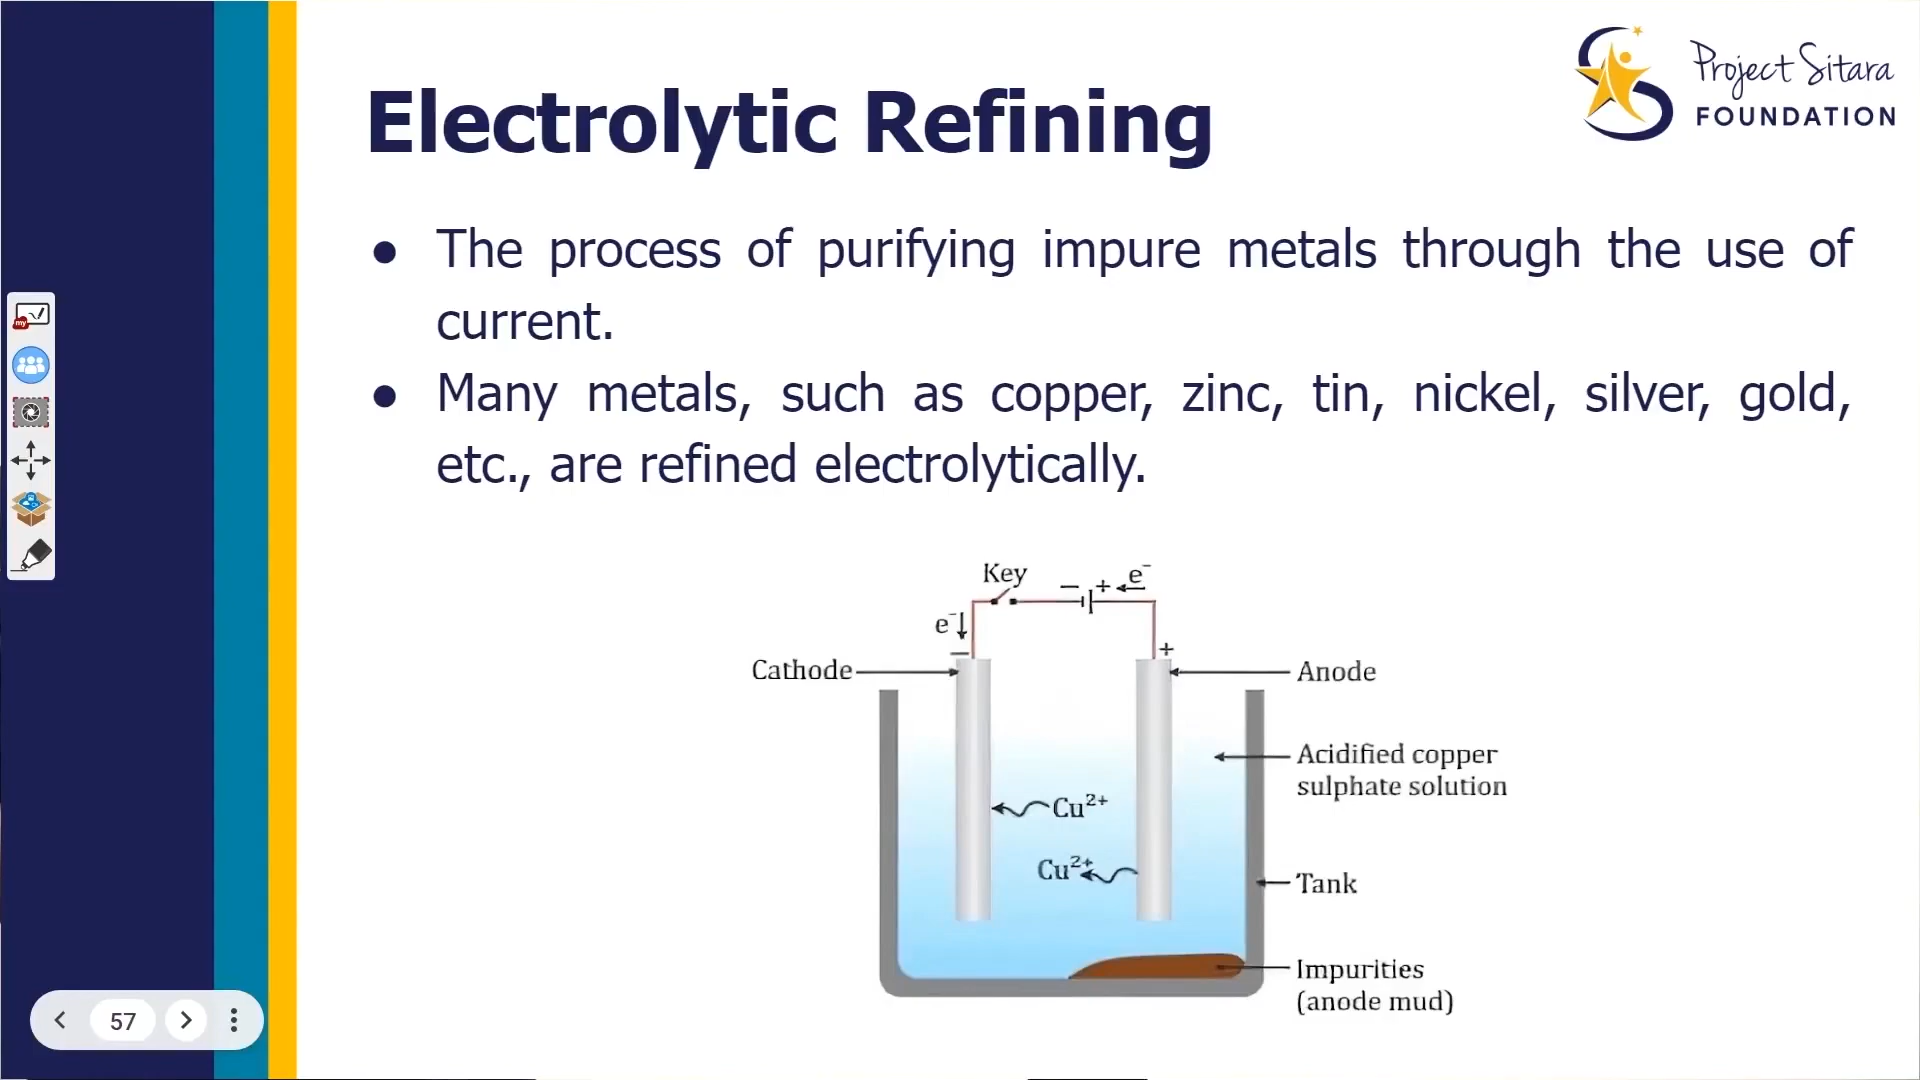 Project Sitara
FOUNDATION
Electrolytic Refining
● The process of purifying impure metals through the use of
current.
● Many metals, such as copper, zinc, tin, nickel, silver, gold,
etc., are refined electrolytically.
Key
− + e⁻
e⁻
− +
Cathode
Anode
Acidified copper
sulphate solution
Cu²⁺
Cu²⁺
Tank
Impurities
(anode mud)
my
57